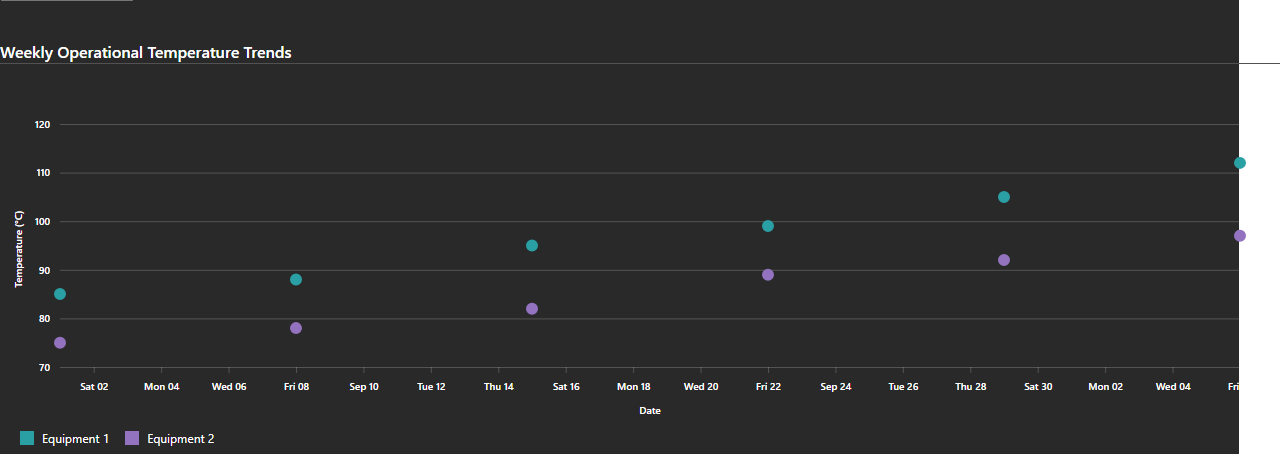 Weekly Operational Temperature Trends
120
110
100
90
80
70
Temperature (°C)
Sat 02 Mon 04 Wed 06 Fri 08 Sep 10 Tue 12 Thu 14 Sat 16 Mon 18 Wed 20 Fri 22 Sep 24 Tue 26 Thu 28 Sat 30 Mon 02 Wed 04 Fri
Date
Equipment 1 Equipment 2